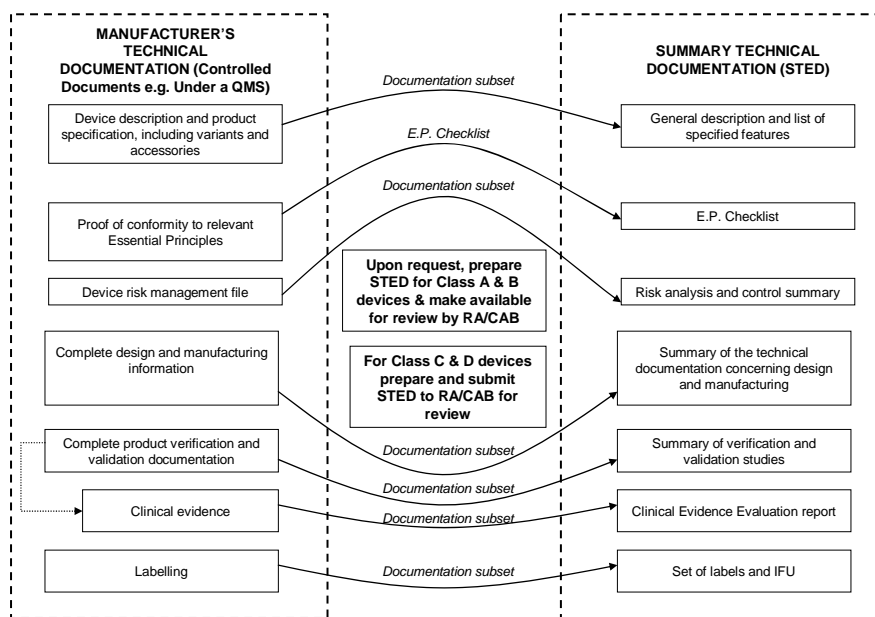 MANUFACTURER’S
TECHNICAL
DOCUMENTATION (Controlled
Documents e.g. Under a QMS)
Device description and product
specification, including variants and
accessories
Proof of conformity to relevant
Essential Principles
Device risk management file
Complete design and manufacturing
information
Complete product verification and
validation documentation
Clinical evidence
Labelling
Documentation subset
E.P. Checklist
Documentation subset
Upon request, prepare
STED for Class A & B
devices & make available
for review by RA/CAB
For Class C & D devices
prepare and submit
STED to RA/CAB for
review
Documentation subset
Documentation subset
Documentation subset
Documentation subset
SUMMARY TECHNICAL
DOCUMENTATION (STED)
General description and list of
specified features
E.P. Checklist
Risk analysis and control summary
Summary of the technical
documentation concerning design
and manufacturing
Summary of verification and
validation studies
Clinical Evidence Evaluation report
Set of labels and IFU